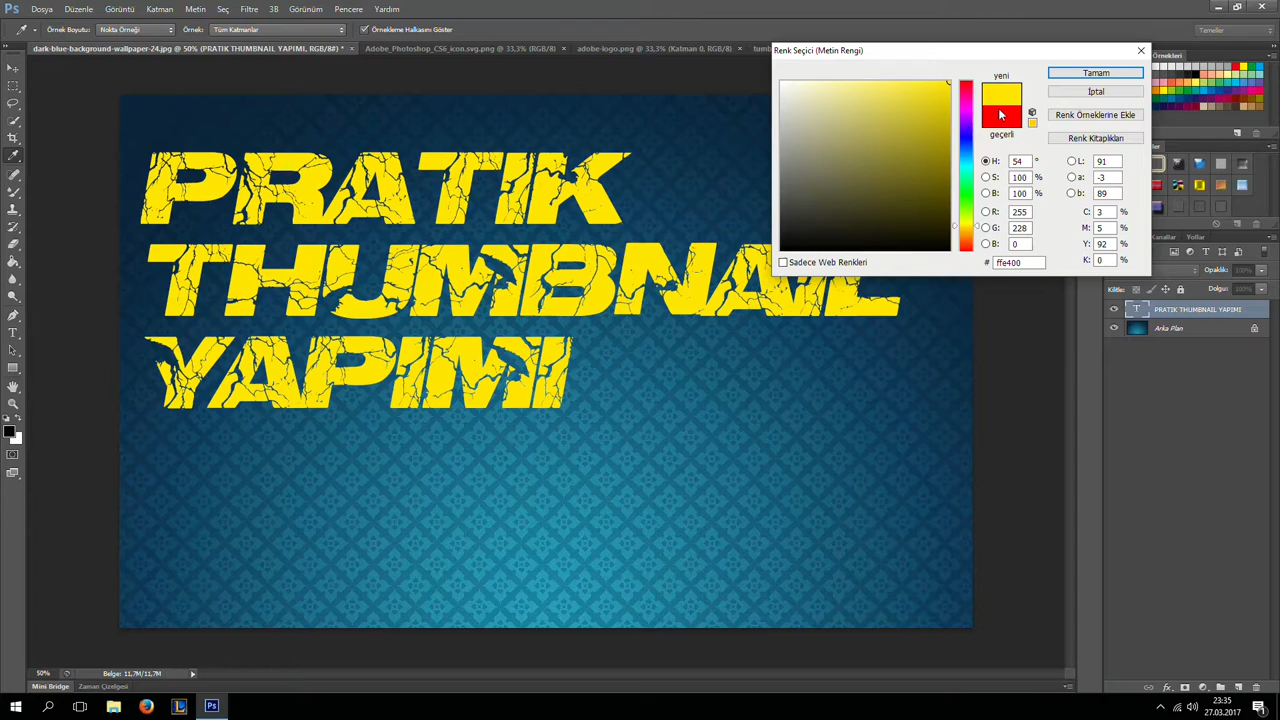 Ps Dosya Düzenle Görüntü Katman Metin Seç Filtre 3B Görünüm Pencere Yardım
Örnek Boyutu: Nokta Örneği Örnek: Tüm Katmanlar Örnekleme Halkasını Göster Temeller
dark-blue-background-wallpaper-24.jpg @ 50% (PRATIK THUMBNAIL YAPIMI, RGB/8#) * × Adobe_Photoshop_CS6_icon.svg.png @ 33,3% (RGB/8) × adobe-logo.png @ 33,3% (Katman 0, RGB/8) ×
Renk Seçici (Metin Rengi)
yeni
geçerli
Tamam
İptal
Renk Örneklerine Ekle
Renk Kitaplıkları
H: 54 ° L: 91
S: 100 % a: -3
B: 100 % b: 89
R: 255 C: 3 %
G: 228 M: 5 %
B: 0 Y: 92 %
# ffe400 K: 0 %
Sadece Web Renkleri
Yollar
Opaklık: 100%
Kilitle: Dolgu: 100%
T PRATIK THUMBNAIL YAPIMI
Arka Plan
PRATIK
THUMBNAIL
YAPIMI
50% Belge: 11,7M/11,7M
Mini Bridge Zaman Çizelgesi
23:35
27.03.2017